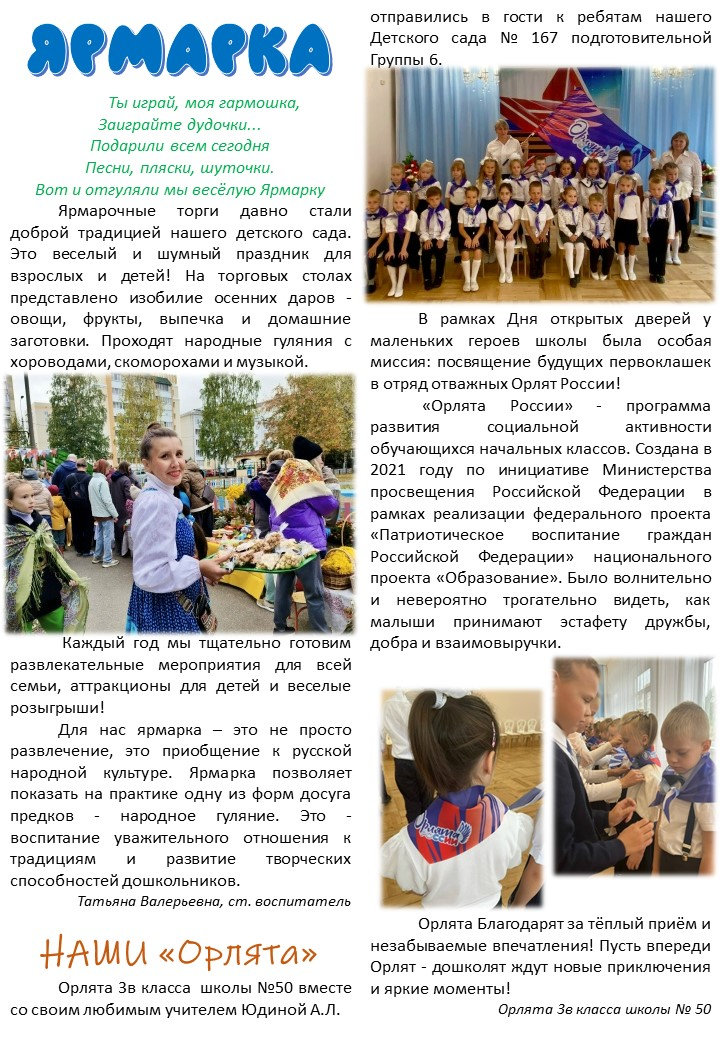 ЯРМАРКА
Ты играй, моя гармошка,
Заиграйте дудочки...
Подарили всем сегодня
Песни, пляски, шуточки.
Вот и отгуляли мы весёлую Ярмарку
Ярмарочные торги давно стали
доброй традицией нашего детского сада.
Это веселый и шумный праздник для
взрослых и детей! На торговых столах
представлено изобилие осенних даров -
овощи, фрукты, выпечка и домашние
заготовки. Проходят народные гуляния с
хороводами, скоморохами и музыкой.
Каждый год мы тщательно готовим
развлекательные мероприятия для всей
семьи, аттракционы для детей и веселые
розыгрыши!
Для нас ярмарка – это не просто
развлечение, это приобщение к русской
народной культуре. Ярмарка позволяет
показать на практике одну из форм досуга
предков - народное гуляние. Это -
воспитание уважительного отношения к
традициям и развитие творческих
способностей дошкольников.
Татьяна Валерьевна, ст. воспитатель
НАШИ «Орлята»
Орлята 3в класса школы №50 вместе
со своим любимым учителем Юдиной А.Л.
отправились в гости к ребятам нашего
Детского сада № 167 подготовительной
Группы 6.
Орлята
России
В рамках Дня открытых дверей у
маленьких героев школы была особая
миссия: посвящение будущих первоклашек
в отряд отважных Орлят России!
«Орлята России» - программа
развития социальной активности
обучающихся начальных классов. Создана в
2021 году по инициативе Министерства
просвещения Российской Федерации в
рамках реализации федерального проекта
«Патриотическое воспитание граждан
Российской Федерации» национального
проекта «Образование». Было волнительно
и невероятно трогательно видеть, как
малыши принимают эстафету дружбы,
добра и взаимовыручки.
Орлята
России
Орлята Благодарят за тёплый приём и
незабываемые впечатления! Пусть впереди
Орлят - дошколят ждут новые приключения
и яркие моменты!
Орлята 3в класса школы № 50